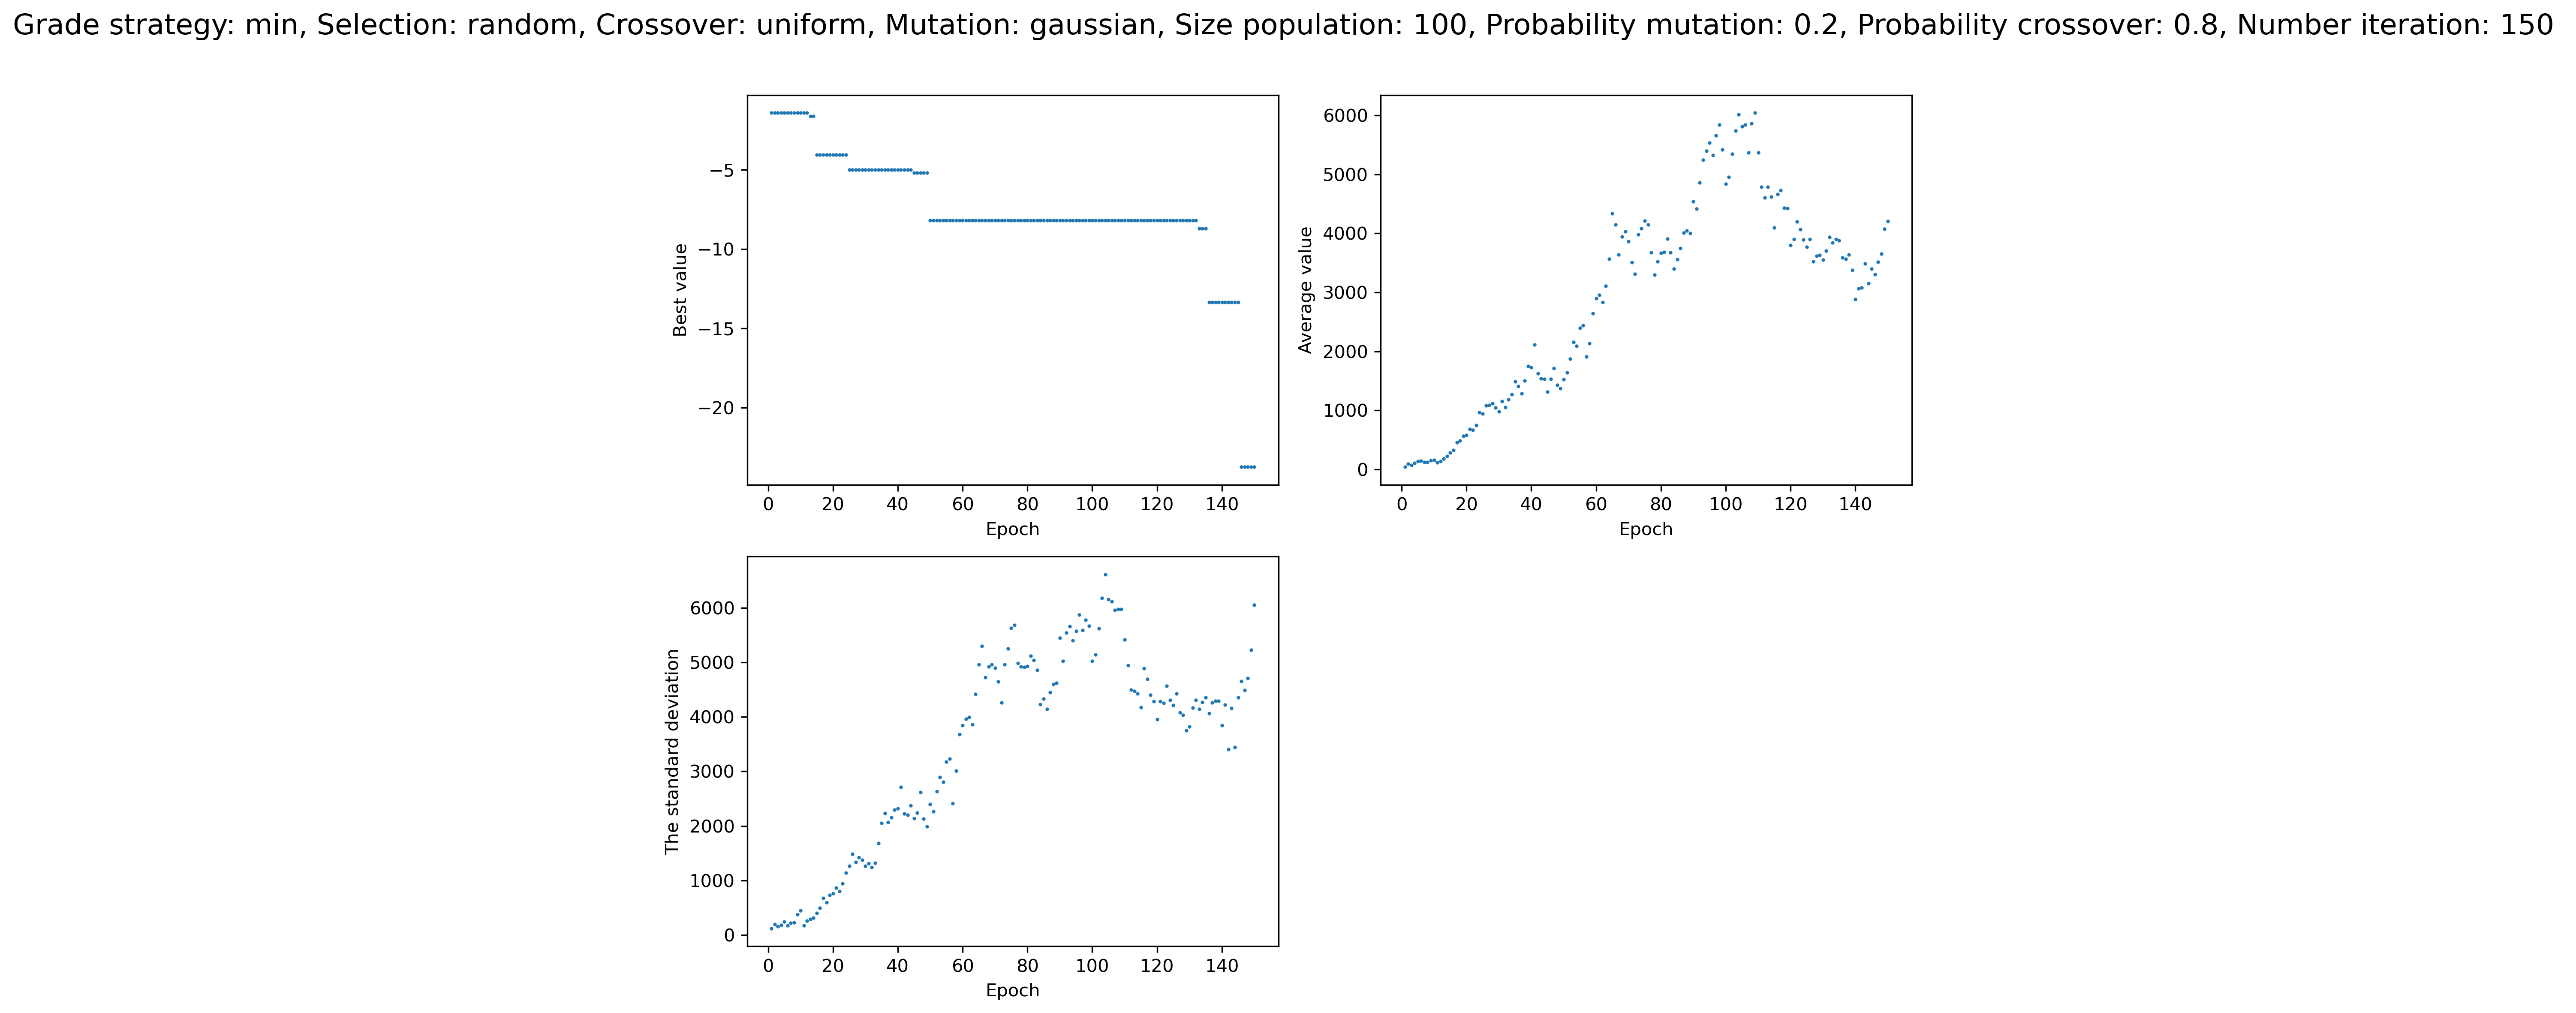 Grade strategy: min, Selection: random, Crossover: uniform, Mutation: gaussian, Size population: 100, Probability mutation: 0.2, Probability crossover: 0.8, Number iteration: 150
Best value
−5
−10
−15
−20
0 20 40 60 80 100 120 140
Epoch
Average value
6000
5000
4000
3000
2000
1000
0
0 20 40 60 80 100 120 140
Epoch
The standard deviation
6000
5000
4000
3000
2000
1000
0
0 20 40 60 80 100 120 140
Epoch